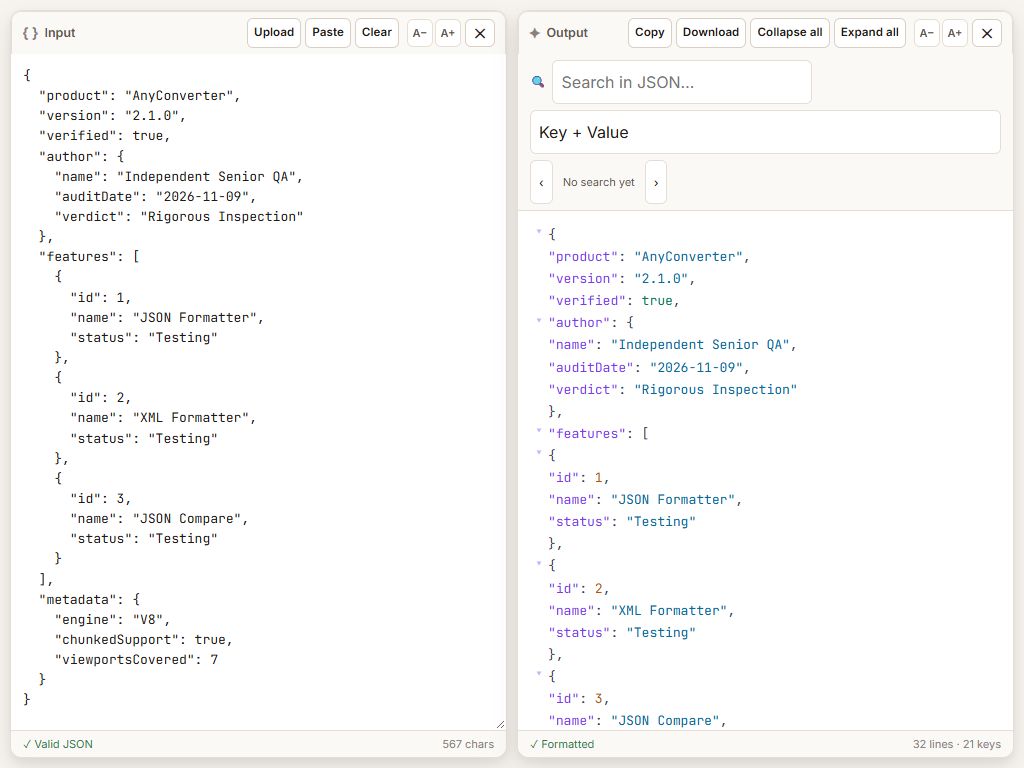 { } Input
Upload Paste Clear A− A+ ✕
{
  "product": "AnyConverter",
  "version": "2.1.0",
  "verified": true,
  "author": {
    "name": "Independent Senior QA",
    "auditDate": "2026-11-09",
    "verdict": "Rigorous Inspection"
  },
  "features": [
    {
      "id": 1,
      "name": "JSON Formatter",
      "status": "Testing"
    },
    {
      "id": 2,
      "name": "XML Formatter",
      "status": "Testing"
    },
    {
      "id": 3,
      "name": "JSON Compare",
      "status": "Testing"
    }
  ],
  "metadata": {
    "engine": "V8",
    "chunkedSupport": true,
    "viewportsCovered": 7
  }
}
✓ Valid JSON
567 chars
✦ Output
Copy Download Collapse all Expand all A− A+ ✕
Search in JSON...
Key + Value
‹ No search yet ›
{
"product": "AnyConverter",
"version": "2.1.0",
"verified": true,
"author": {
"name": "Independent Senior QA",
"auditDate": "2026-11-09",
"verdict": "Rigorous Inspection"
},
"features": [
{
"id": 1,
"name": "JSON Formatter",
"status": "Testing"
},
{
"id": 2,
"name": "XML Formatter",
"status": "Testing"
},
{
"id": 3,
"name": "JSON Compare",
✓ Formatted
32 lines · 21 keys